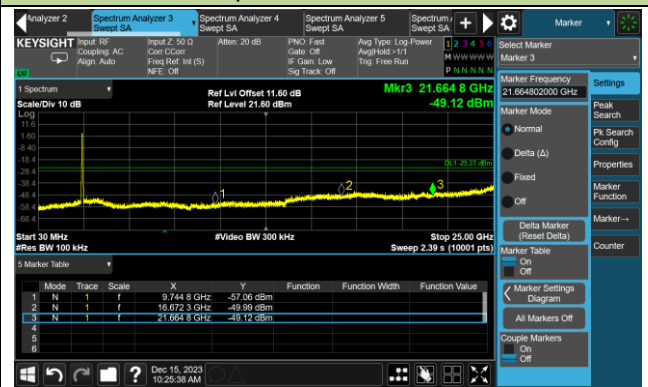 Analyzer 2
Spectrum Analyzer 3
Swept SA
Spectrum Analyzer 4
Swept SA
Spectrum Analyzer 5
Swept SA
Spectrum
Swept SA
Marker
KEYSIGHT
Input: RF
Coupling: AC
Align: Auto
Input Z: 50 Ω
Corr CCorr
Freq Ref: Int (S)
NFE: Off
Atten: 20 dB
PNO: Fast
Gate: Off
IF Gain: Low
Sig Track: Off
Avg Type: Log-Power
Avg|Hold:>1/1
Trig: Free Run
1 2 3 4 5 6
M W W W W W
P N N N N N
Select Marker
Marker 3
1 Spectrum
Scale/Div 10 dB
Log
Ref Lvl Offset 11.60 dB
Ref Level 21.60 dBm
Mkr3 21.664 8 GHz
-49.12 dBm
11.6
1.60
-8.40
-18.4
-28.4
-38.4
-48.4
-58.4
-68.4
DL1 -25.27 dBm
1
2
3
Start 30 MHz
#Res BW 100 kHz
#Video BW 300 kHz
Stop 25.00 GHz
Sweep 2.39 s (10001 pts)
5 Marker Table
Mode Trace Scale X Y Function Function Width Function Value
1 N 1 f 9.744 8 GHz -57.06 dBm
2 N 1 f 16.672 3 GHz -49.99 dBm
3 N 1 f 21.664 8 GHz -49.12 dBm
4
5
6
Marker Frequency
21.664802000 GHz
Marker Mode
Normal
Delta (Δ)
Fixed
Off
Delta Marker
(Reset Delta)
Marker Table
On
Off
Marker Settings
Diagram
All Markers Off
Couple Markers
On
Off
Settings
Peak
Search
Pk Search
Config
Properties
Marker
Function
Marker→
Counter
Dec 15, 2023
10:25:38 AM